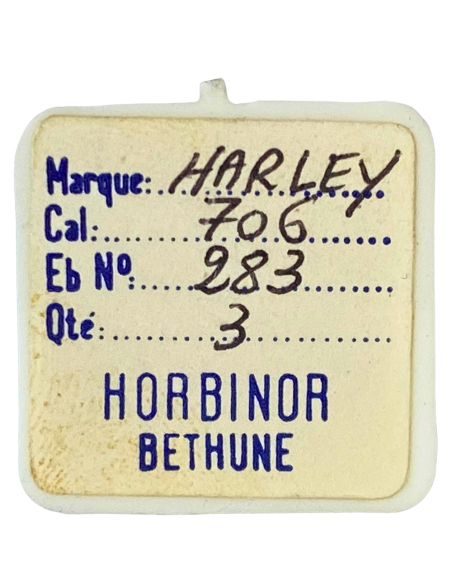 Marque: HARLEY
Cal: 706
Eb Nº: 283
Qté: 3
HORBINOR
BETHUNE